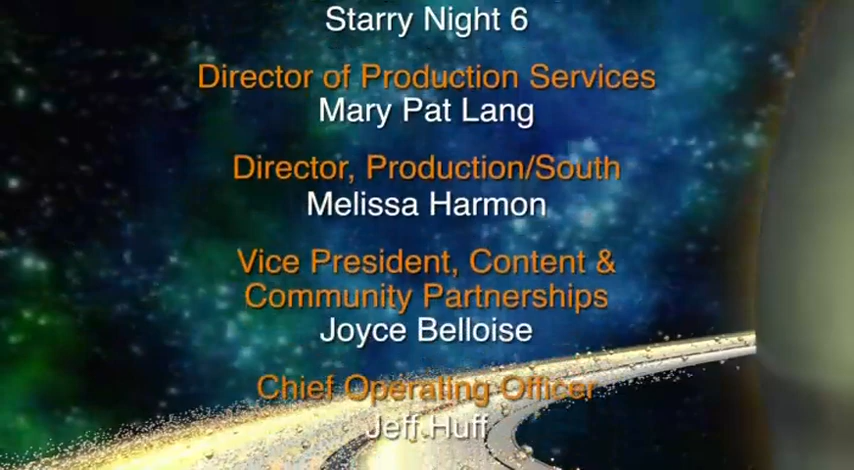 Starry Night 6
Director of Production Services
Mary Pat Lang
Director, Production/South
Melissa Harmon
Vice President, Content &
Community Partnerships
Joyce Belloise
Chief Operating Officer
Jeff Huff